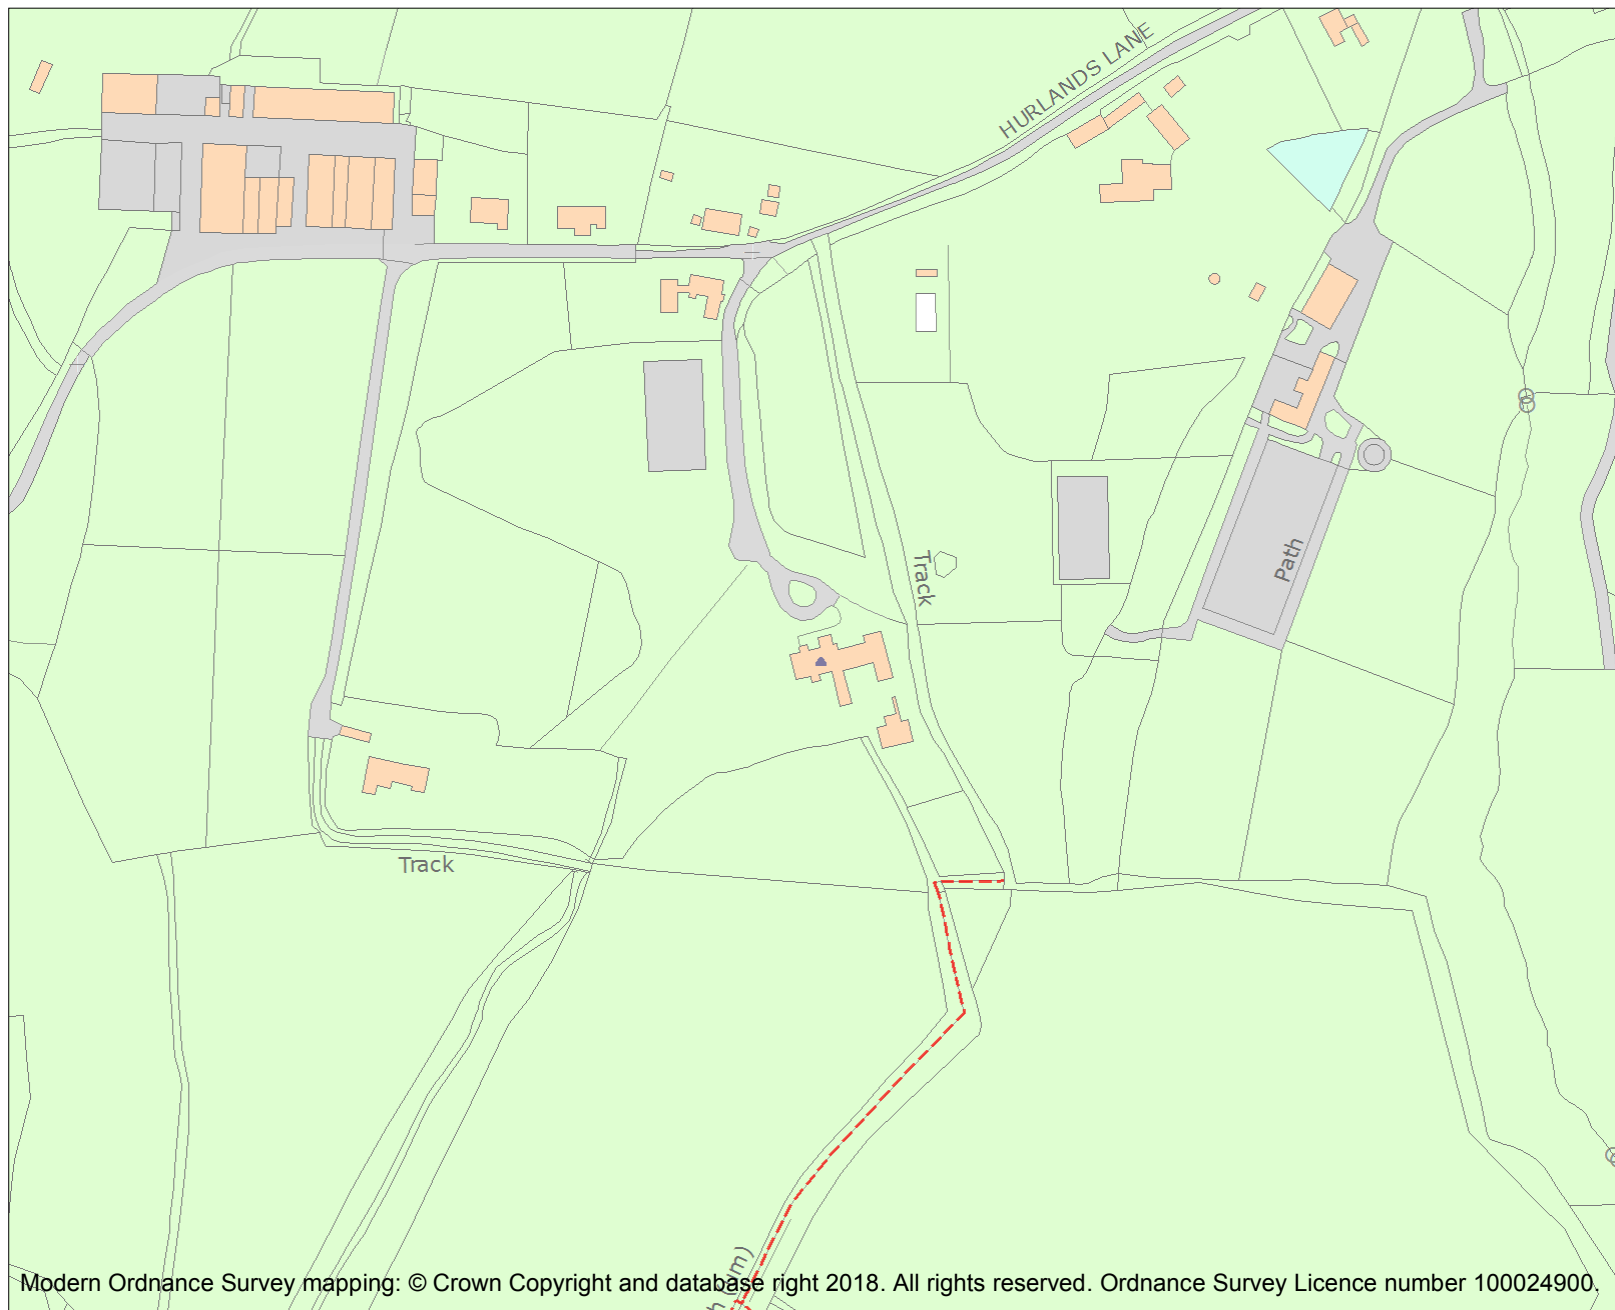 HURLANDS LANE
Track
Path
Track
Modern Ordnance Survey mapping: © Crown Copyright and database right 2018. All rights reserved. Ordnance Survey Licence number 100024900.